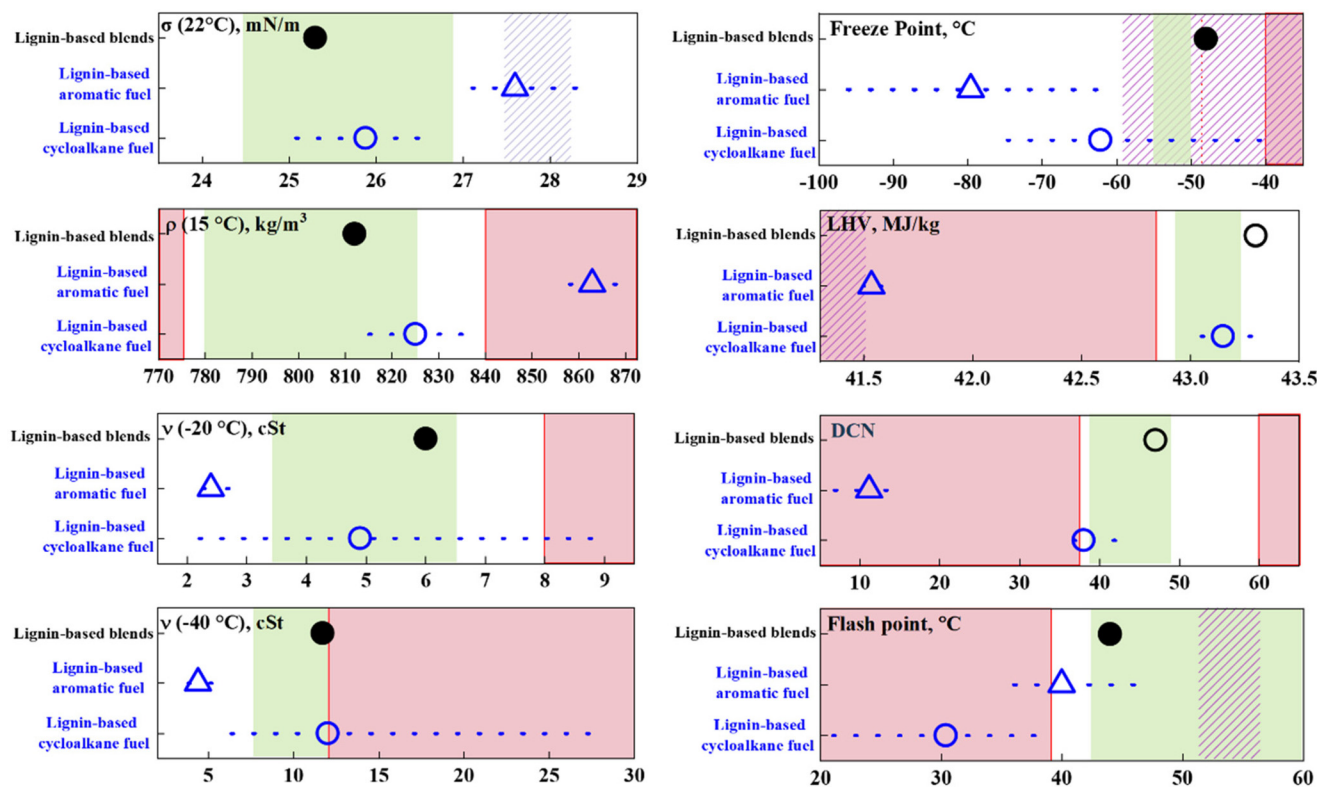 σ (22°C), mN/m
Lignin-based blends
Lignin-based
aromatic fuel
Lignin-based
cycloalkane fuel
24 25 26 27 28 29
Freeze Point, °C
Lignin-based blends
Lignin-based
aromatic fuel
Lignin-based
cycloalkane fuel
-100 -90 -80 -70 -60 -50 -40
ρ (15 °C), kg/m³
Lignin-based blends
Lignin-based
aromatic fuel
Lignin-based
cycloalkane fuel
770 780 790 800 810 820 830 840 850 860 870
LHV, MJ/kg
Lignin-based blends
Lignin-based
aromatic fuel
Lignin-based
cycloalkane fuel
41.5 42.0 42.5 43.0 43.5
ν (-20 °C), cSt
Lignin-based blends
Lignin-based
aromatic fuel
Lignin-based
cycloalkane fuel
2 3 4 5 6 7 8 9
DCN
Lignin-based blends
Lignin-based
aromatic fuel
Lignin-based
cycloalkane fuel
10 20 30 40 50 60
ν (-40 °C), cSt
Lignin-based blends
Lignin-based
aromatic fuel
Lignin-based
cycloalkane fuel
5 10 15 20 25 30
Flash point, °C
Lignin-based blends
Lignin-based
aromatic fuel
Lignin-based
cycloalkane fuel
20 30 40 50 60